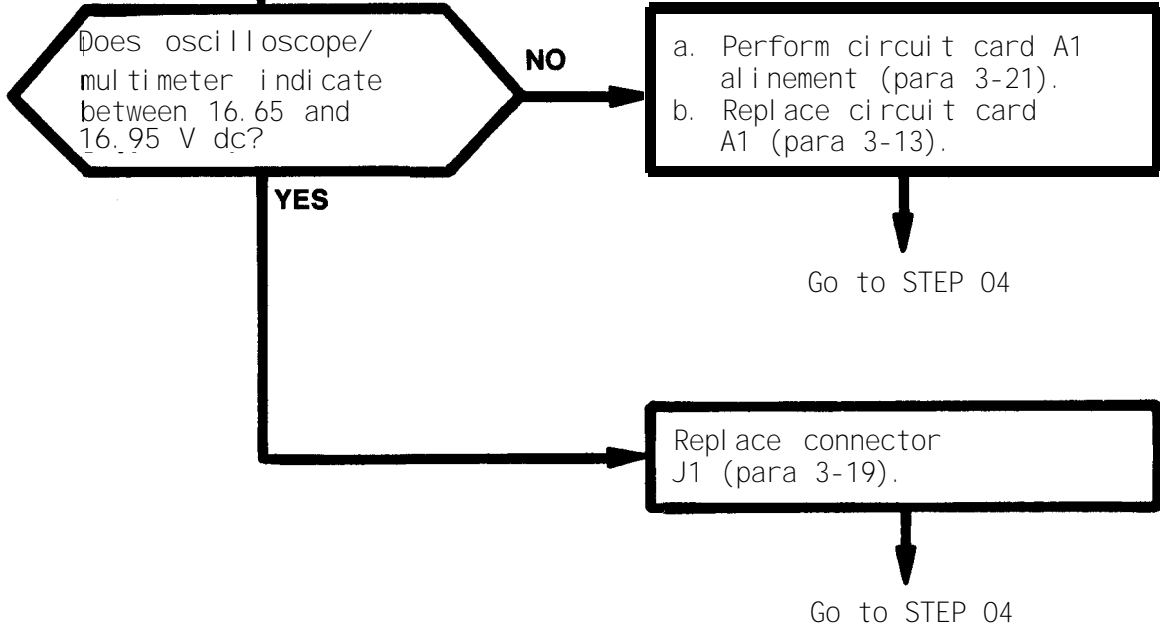 Does oscilloscope/
multimeter indicate
between 16.65 and
16.95 V dc?
NO
a. Perform circuit card A1
alinement (para 3-21).
b. Replace circuit card
A1 (para 3-13).
YES
Go to STEP 04
Replace connector
J1 (para 3-19).
Go to STEP 04